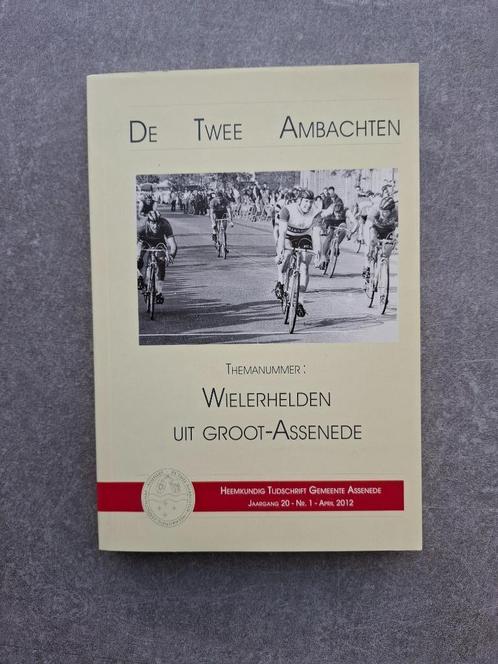 De Twee Ambachten
Themanummer:
Wielerhelden
uit groot-Assenede
Heemkundig Tijdschrift Gemeente Assenede
Jaargang 20 - Nr. 1 - April 2012